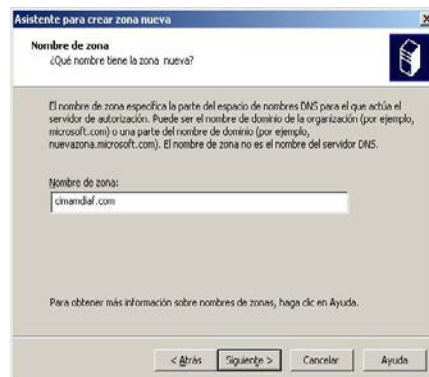 Asistente para crear zona nueva
Nombre de zona
¿Qué nombre tiene la zona nueva?
El nombre de zona especifica la parte del espacio de nombres DNS para el que actúa el
servidor de autorización. Puede ser el nombre de dominio de la organización (por ejemplo,
microsoft.com) o una parte del nombre de dominio (por ejemplo,
nuevazona.microsoft.com). El nombre de zona no es el nombre del servidor DNS.
Nombre de zona:
cimamdiaf.com
Para obtener más información sobre nombres de zonas, haga clic en Ayuda.
< Atrás Siguiente > Cancelar Ayuda